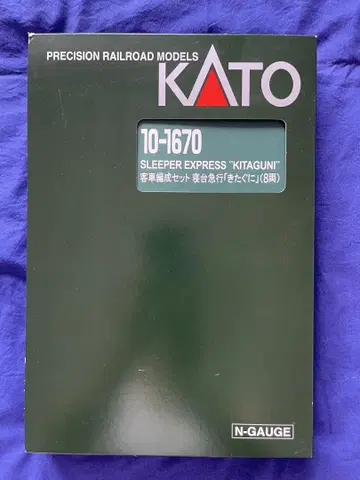 PRECISION RAILROAD MODELS
KATO
10-1670
SLEEPER EXPRESS "KITAGUNI"
客車編成セット 寝台急行「きたぐに」(8両)
N-GAUGE